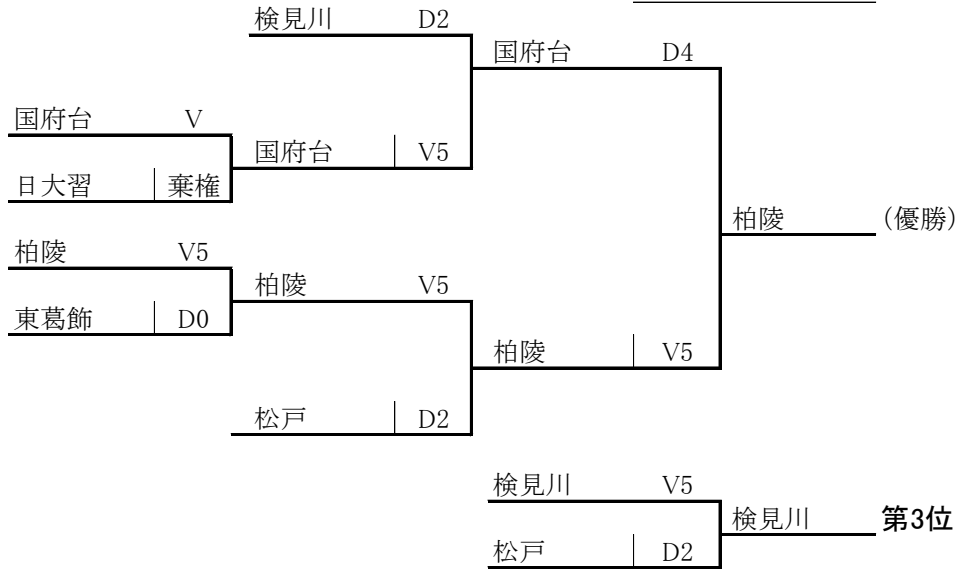 検見川 D2
国府台 D4
国府台 V
国府台 V5
日大習 棄権
柏陵 (優勝)
柏陵 V5
柏陵 V5
東葛飾 D0
柏陵 V5
松戸 D2
検見川 V5
検見川 第3位
松戸 D2